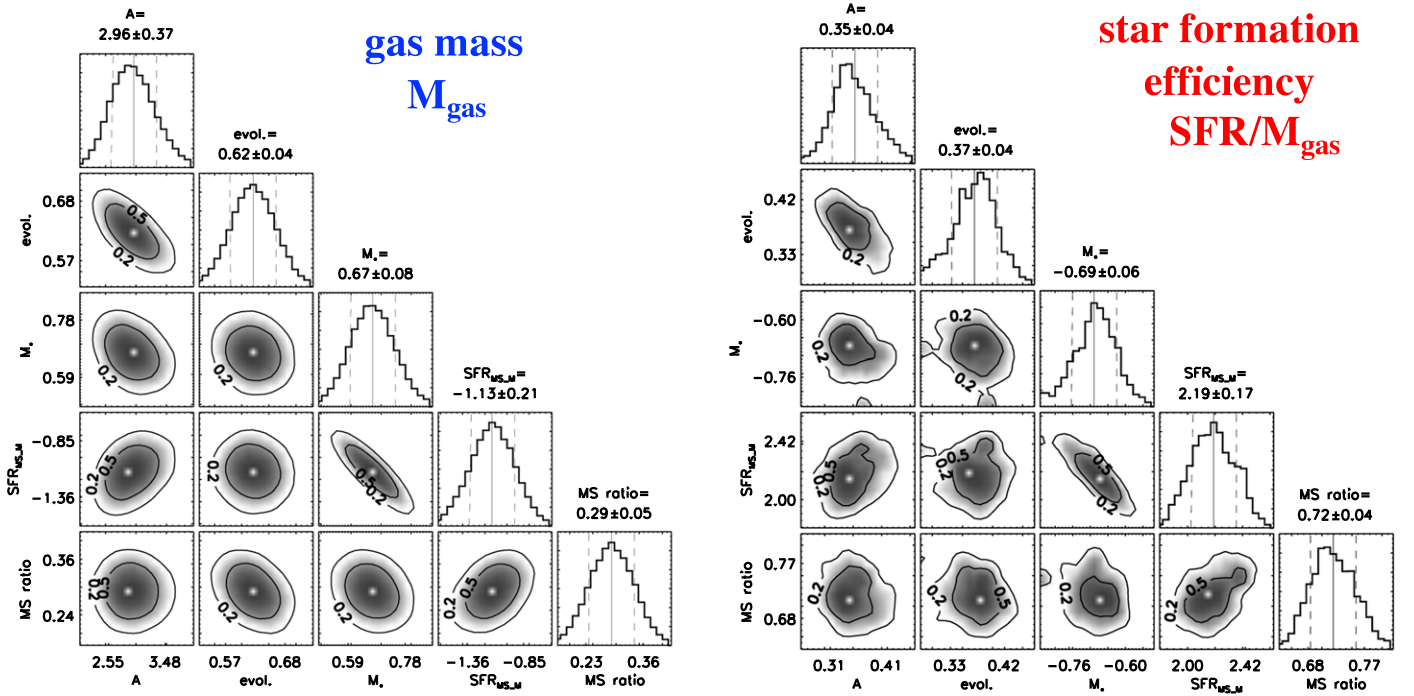 A=
2.96±0.37
gas mass
Mgas
evol.=
0.62±0.04
M*=
0.67±0.08
SFRMS_M=
-1.13±0.21
MS ratio=
0.29±0.05
evol.
0.68
0.57
0.5
0.2
M*
0.78
0.59
0.2
0.2
SFRMS_M
-0.85
-1.36
0.2
0.5
0.2
0.5
0.2
MS ratio
0.36
0.24
0.2
0.5
0.2
0.2
0.2
0.5
2.55 3.48
0.57 0.68
0.59 0.78
-1.36 -0.85
0.23 0.36
A
evol.
M*
SFRMS_M
MS ratio
A=
0.35±0.04
star formation
efficiency
SFR/Mgas
evol.=
0.37±0.04
M*=
-0.69±0.06
SFRMS_M=
2.19±0.17
MS ratio=
0.72±0.04
evol.
0.42
0.33
0.2
M*
-0.60
-0.76
0.2
0.2
0.2
SFRMS_M
2.42
2.00
0.5
0.2
0.5
0.2
0.5
0.2
MS ratio
0.77
0.68
0.2
0.2
0.5
0.2
0.2
0.5
0.31 0.41
0.33 0.42
-0.76 -0.60
2.00 2.42
0.68 0.77
A
evol.
M*
SFRMS_M
MS ratio